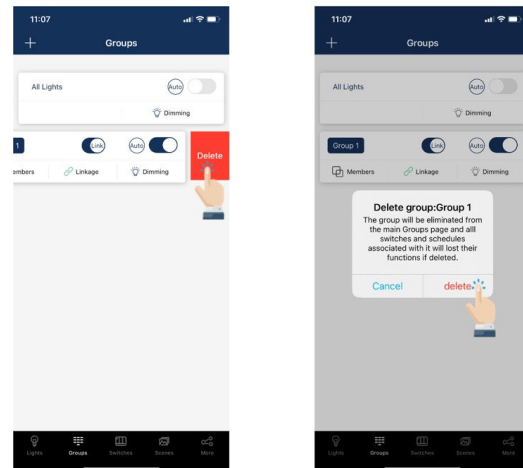 11:07
Groups
All Lights
Auto
Dimming
1
Link
Auto
Delete
embers
Linkage
Dimming
Lights
Groups
Switches
Scenes
More
11:07
Groups
All Lights
Auto
Dimming
Group 1
Link
Auto
Members
Linkage
Dimming
Delete group:Group 1
The group will be eliminated from
the main Groups page and alll
switches and schedules
associated with it will lost their
functions if deleted.
Cancel
delete
Lights
Groups
Switches
Scenes
More